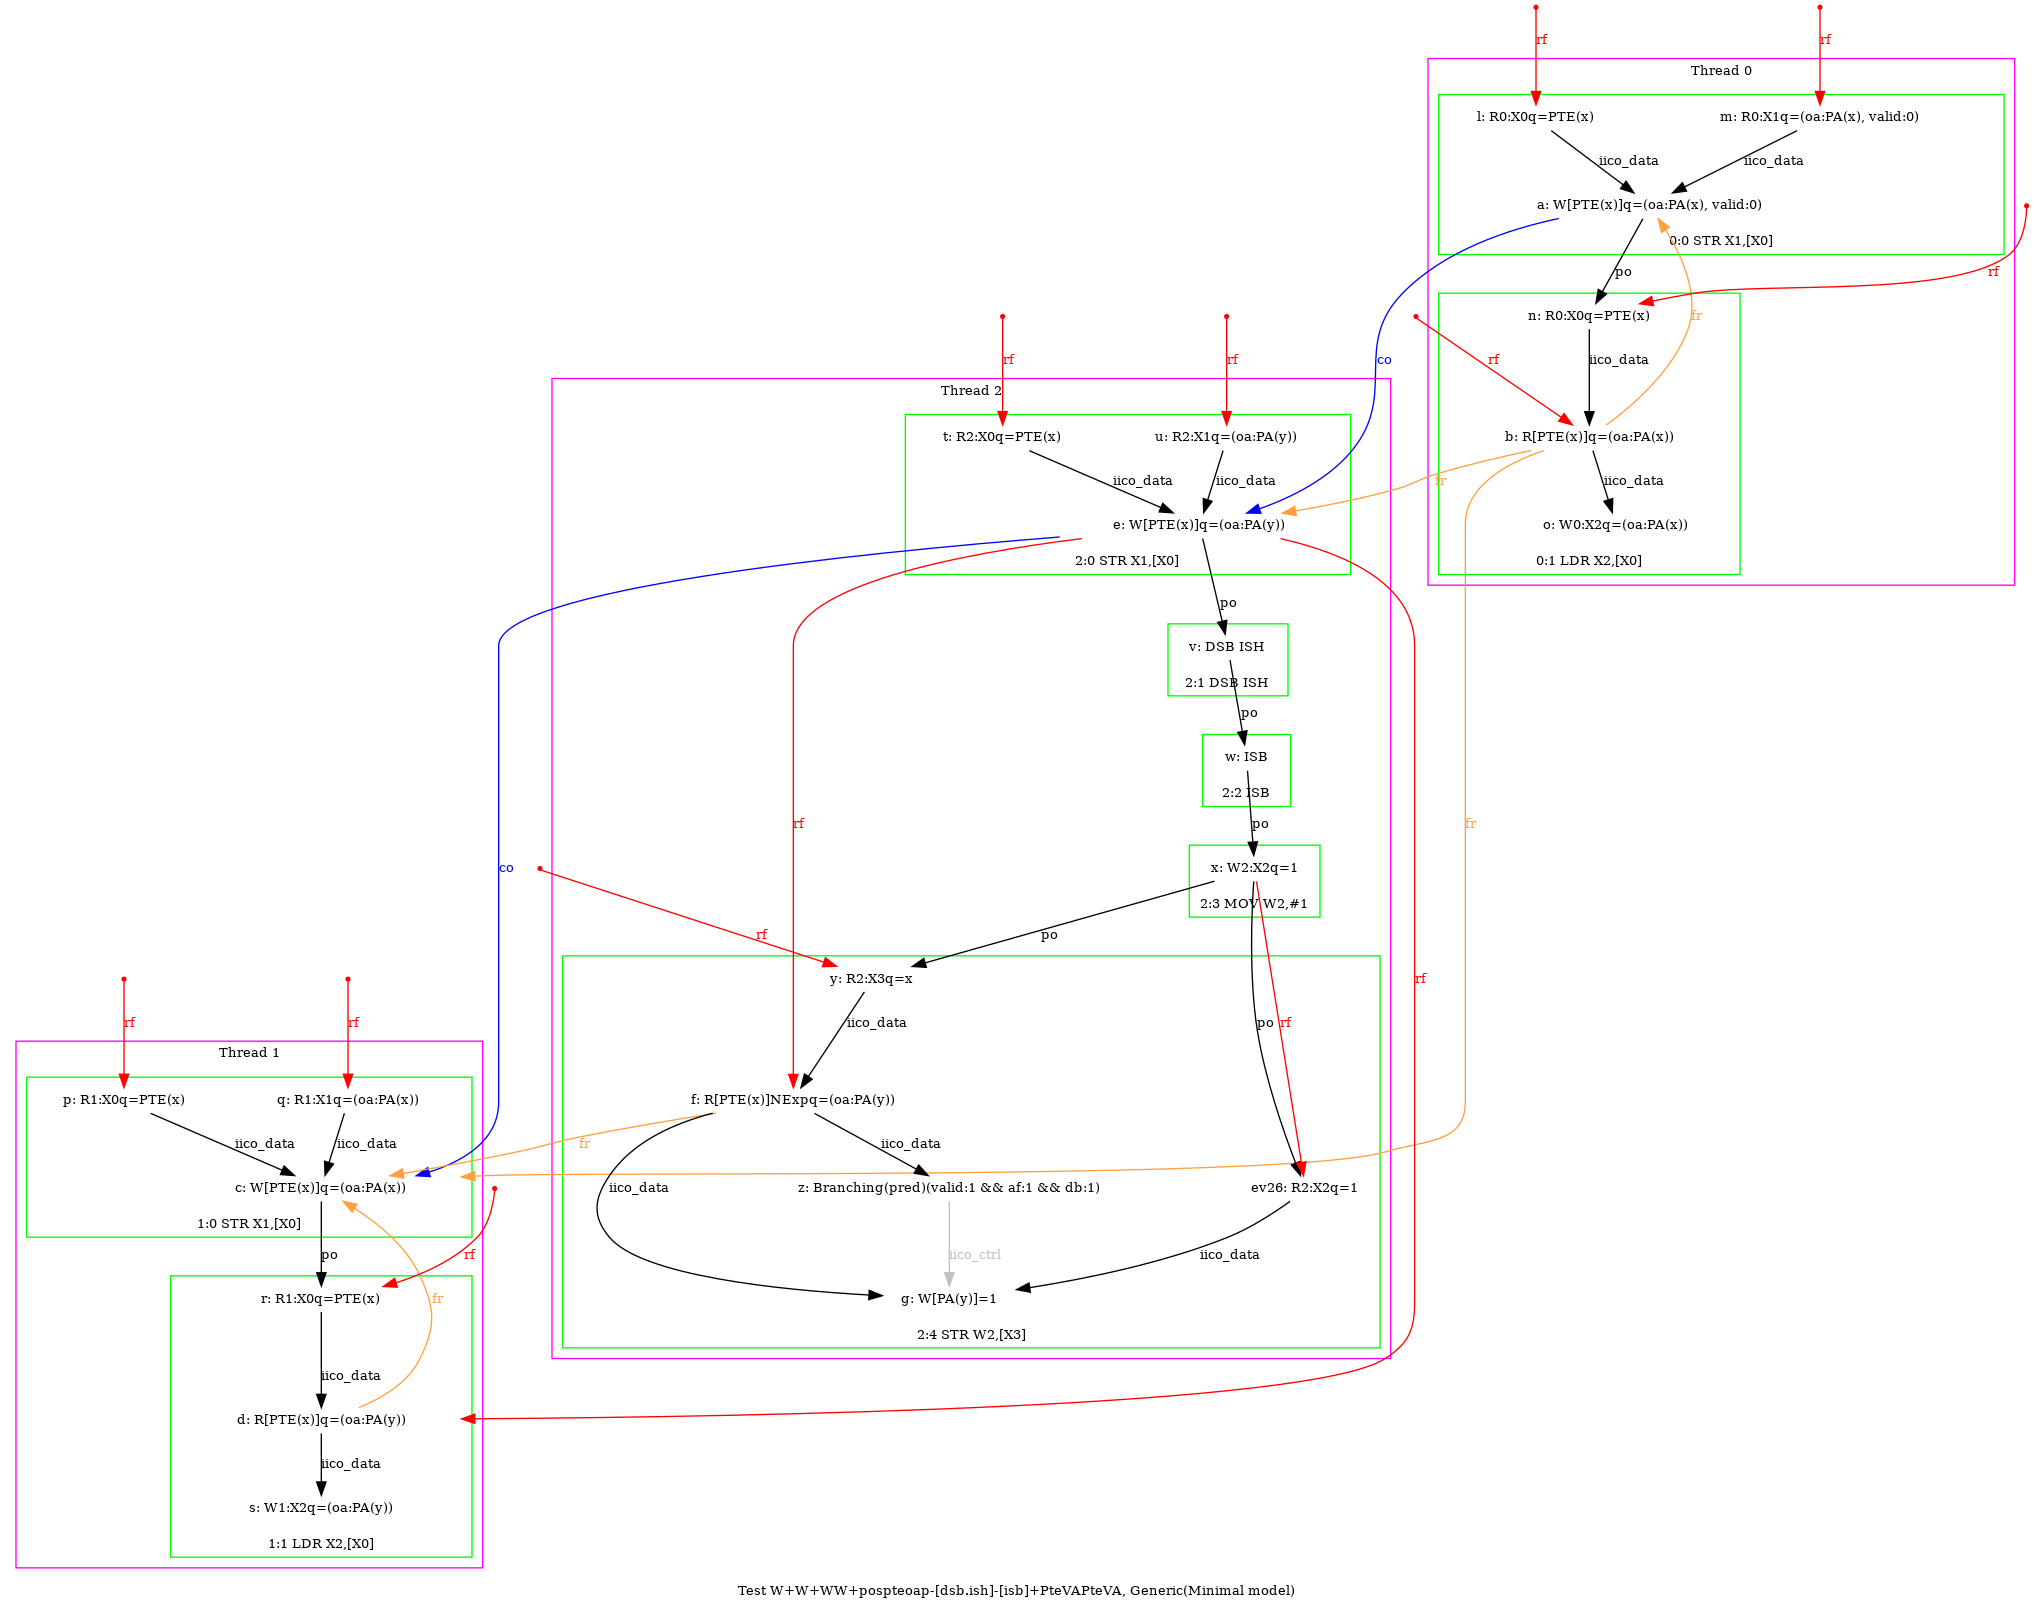 rf
rf
Thread 0
l: R0:X0q=PTE(x)
m: R0:X1q=(oa:PA(x), valid:0)
iico_data
iico_data
a: W[PTE(x)]q=(oa:PA(x), valid:0)
0:0 STR X1,[X0]
po
rf
n: R0:X0q=PTE(x)
fr
rf
rf
co
rf
iico_data
Thread 2
t: R2:X0q=PTE(x)
u: R2:X1q=(oa:PA(y))
b: R[PTE(x)]q=(oa:PA(x))
iico_data
iico_data
fr
iico_data
e: W[PTE(x)]q=(oa:PA(y))
o: W0:X2q=(oa:PA(x))
2:0 STR X1,[X0]
0:1 LDR X2,[X0]
po
v: DSB ISH
2:1 DSB ISH
po
w: ISB
2:2 ISB
rf
po
fr
co
x: W2:X2q=1
2:3 MOV W2,#1
rf
po
y: R2:X3q=x
rf
rf
rf
iico_data
po
rf
Thread 1
p: R1:X0q=PTE(x)
q: R1:X1q=(oa:PA(x))
f: R[PTE(x)]NExpq=(oa:PA(y))
iico_data
iico_data
fr
iico_data
c: W[PTE(x)]q=(oa:PA(x))
iico_data
z: Branching(pred)(valid:1 && af:1 && db:1)
ev26: R2:X2q=1
1:0 STR X1,[X0]
po
rf
iico_ctrl
iico_data
r: R1:X0q=PTE(x)
fr
g: W[PA(y)]=1
2:4 STR W2,[X3]
iico_data
d: R[PTE(x)]q=(oa:PA(y))
iico_data
s: W1:X2q=(oa:PA(y))
1:1 LDR X2,[X0]
Test W+W+WW+pospteoap-[dsb.ish]-[isb]+PteVAPteVA, Generic(Minimal model)